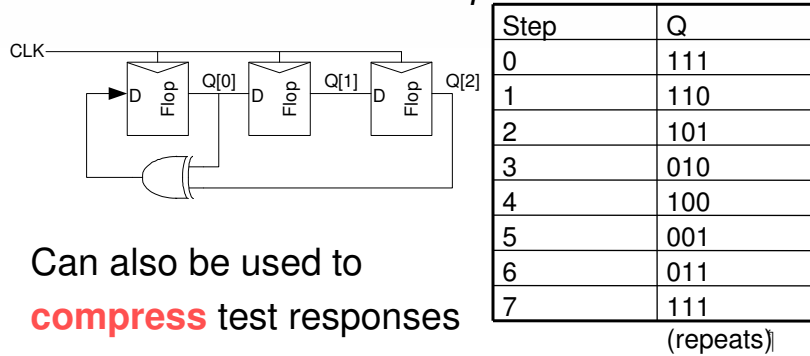 CLK
D
Flop
Q[0]
D
Flop
Q[1]
D
Flop
Q[2]
Can also be used to
compress test responses
Step Q
0 111
1 110
2 101
3 010
4 100
5 001
6 011
7 111
(repeats)